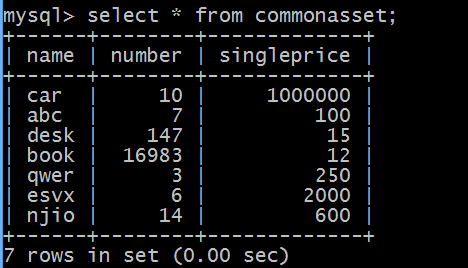 mysql> select * from commonasset;
+------+--------+-------------+
| name | number | singleprice |
+------+--------+-------------+
| car  |     10 |     1000000 |
| abc  |      7 |         100 |
| desk |    147 |          15 |
| book |  16983 |          12 |
| qwer |      3 |         250 |
| esvx |      6 |        2000 |
| njio |     14 |         600 |
+------+--------+-------------+
7 rows in set (0.00 sec)